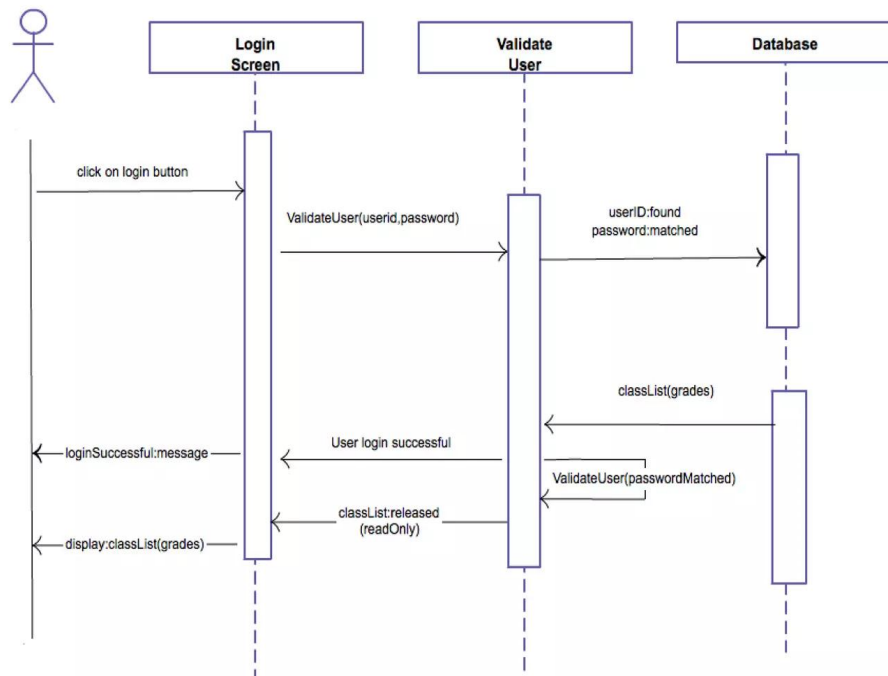 Login
Screen
Validate
User
Database
click on login button
ValidateUser(userid,password)
userID:found
password:matched
classList(grades)
User login successful
loginSuccessful:message
ValidateUser(passwordMatched)
classList:released
(readOnly)
display:classList(grades)